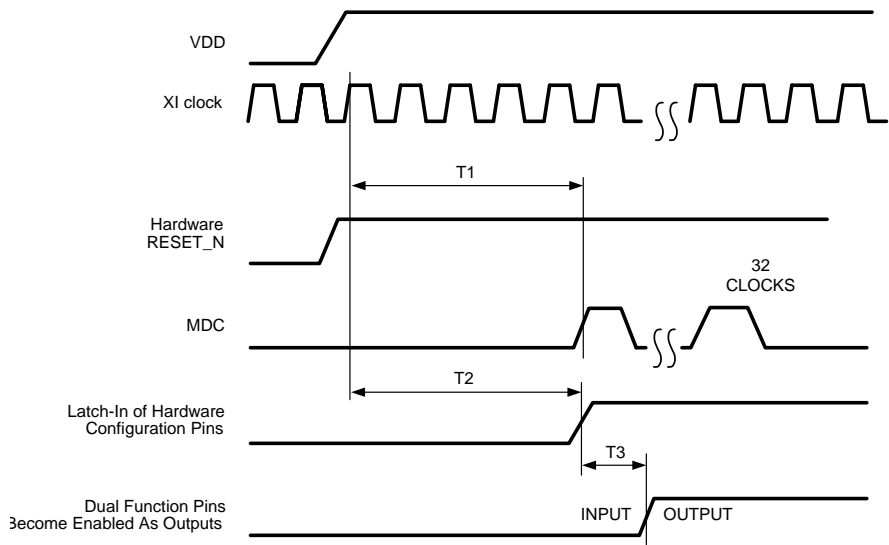 VDD
XI clock
T1
Hardware
RESET_N
32
CLOCKS
MDC
T2
Latch-In of Hardware
Configuration Pins
T3
Dual Function Pins
Become Enabled As Outputs
INPUT
OUTPUT